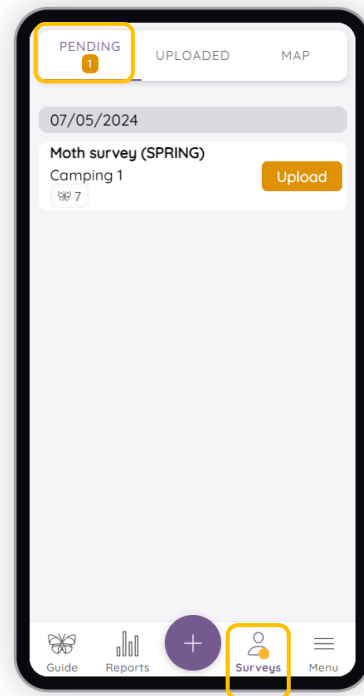 PENDING
1
UPLOADED
MAP
07/05/2024
Moth survey (SPRING)
Camping 1
7
Upload
Guide
Reports
Surveys
Menu